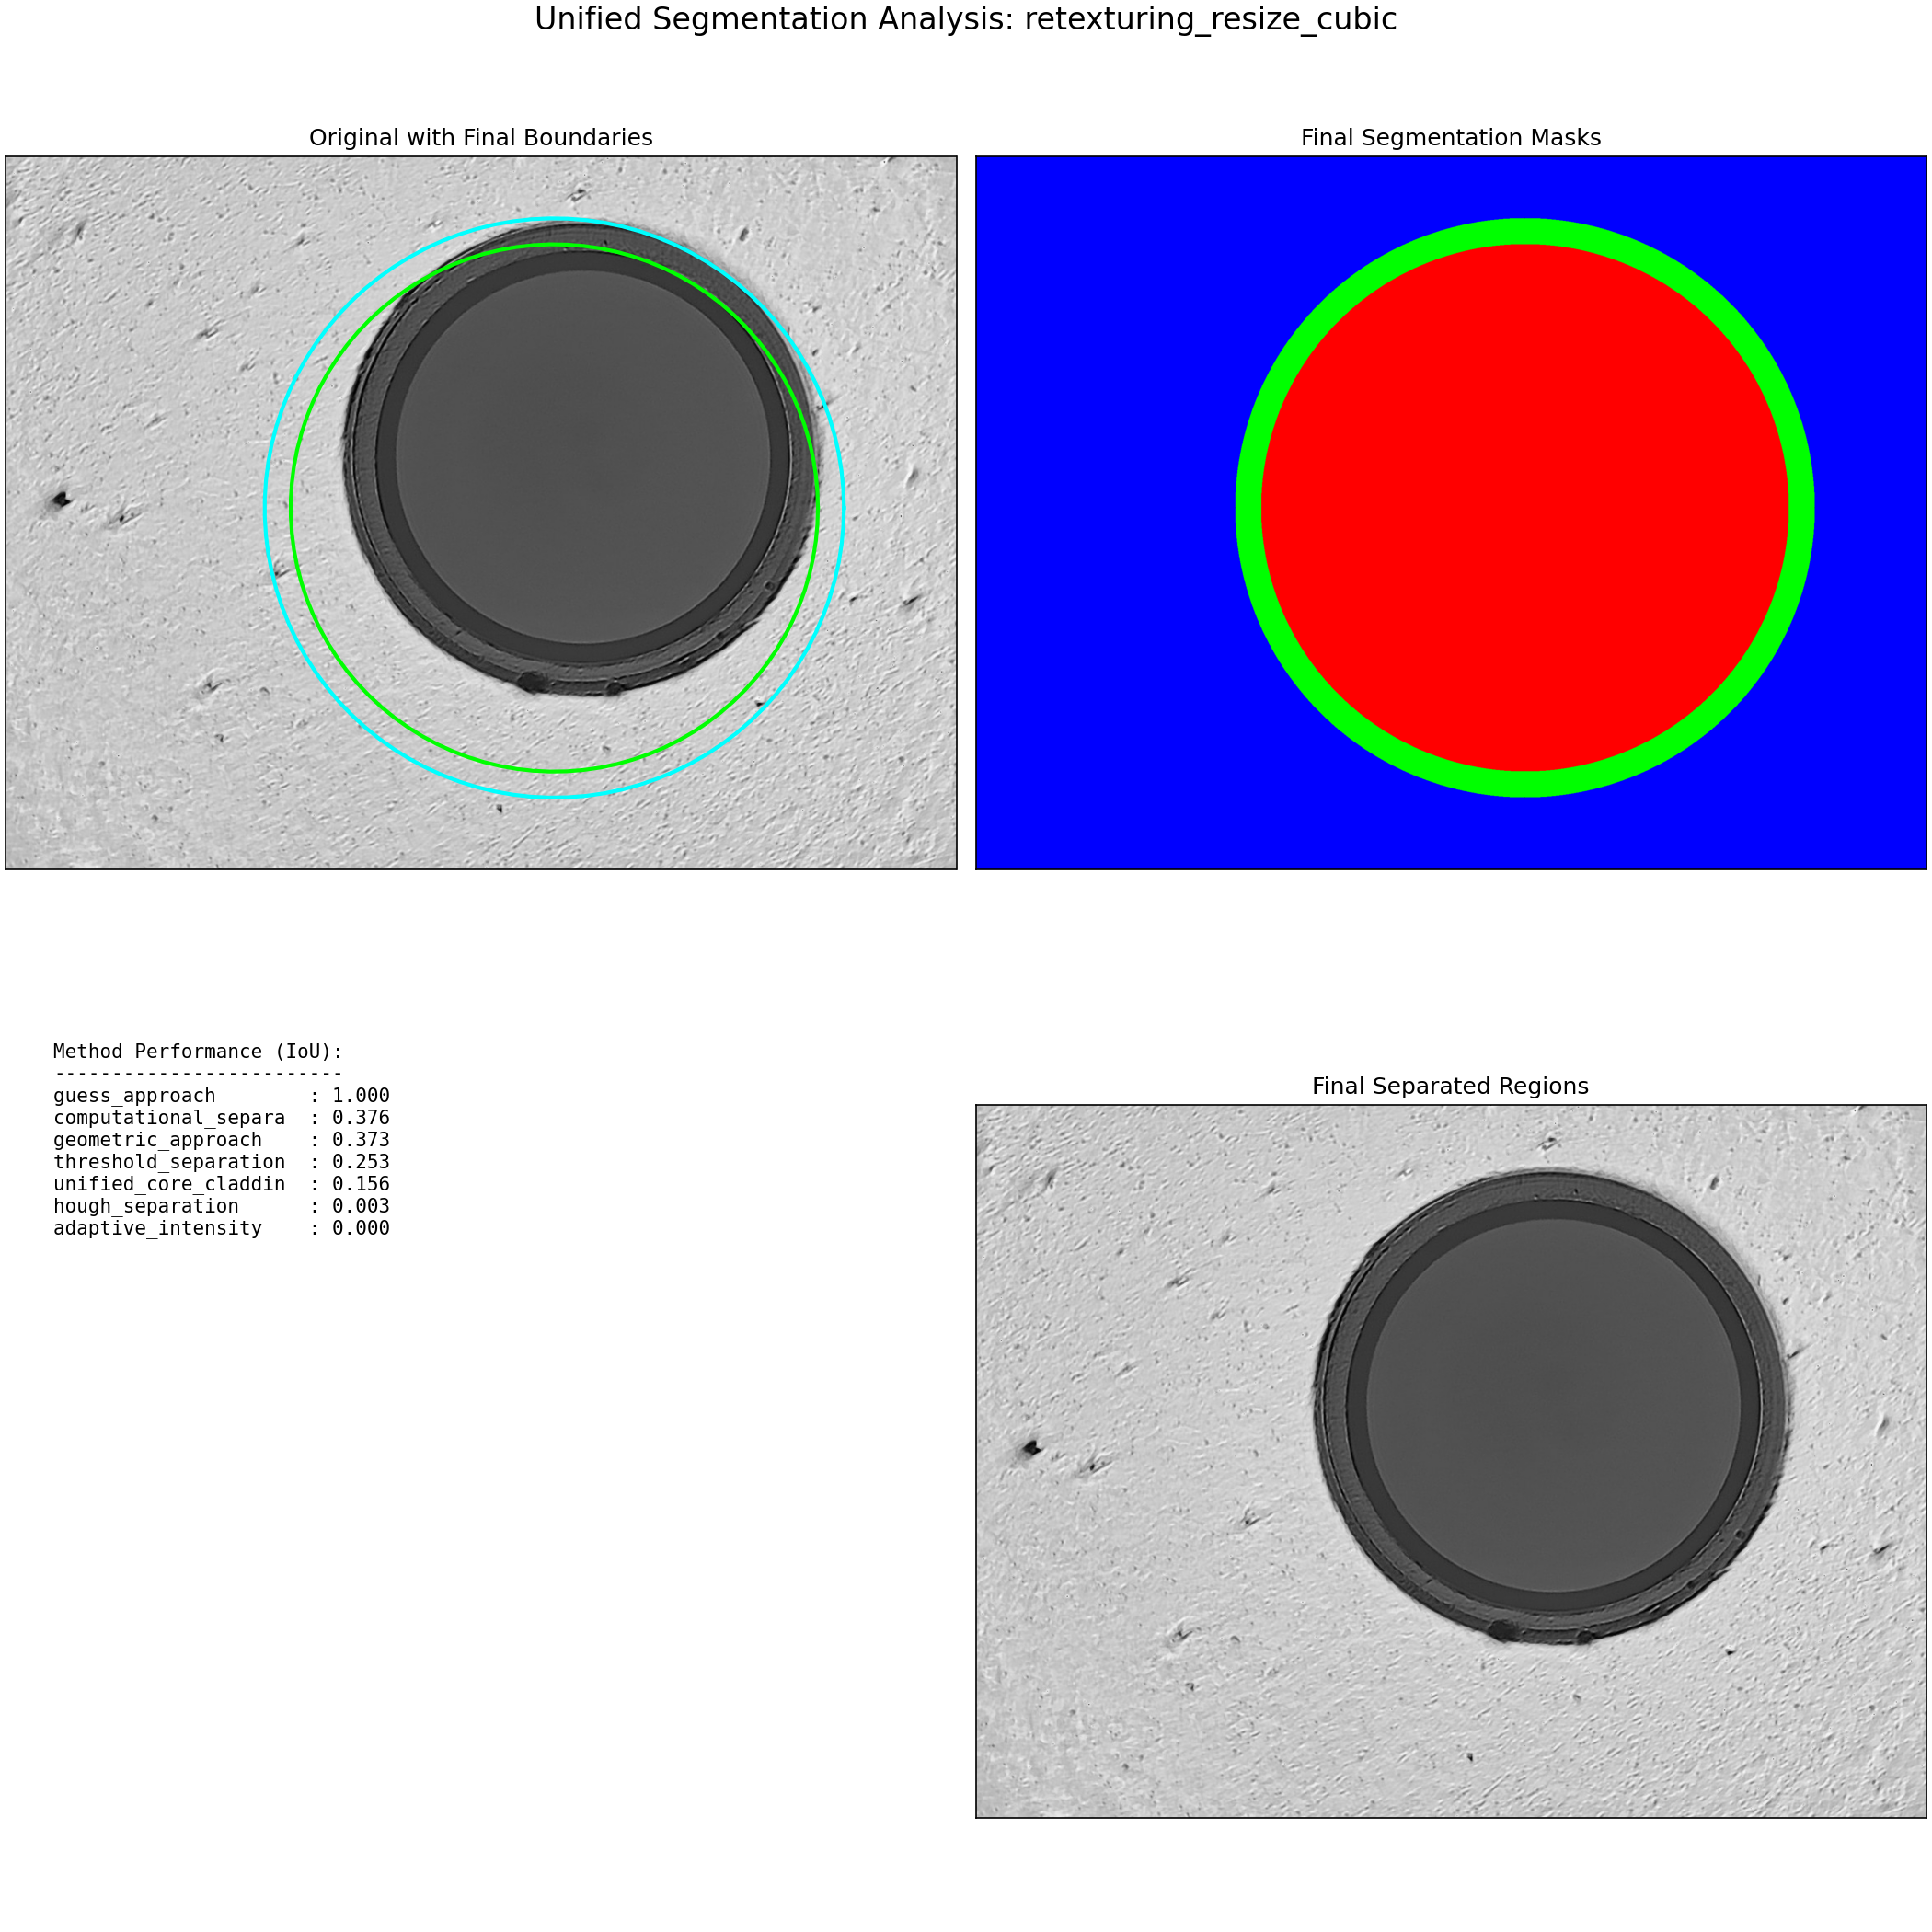 Unified Segmentation Analysis: retexturing_resize_cubic
Original with Final Boundaries
Final Segmentation Masks
Method Performance (IoU):
-------------------------
guess_approach        : 1.000
computational_separa  : 0.376
geometric_approach    : 0.373
threshold_separation  : 0.253
unified_core_claddin  : 0.156
hough_separation      : 0.003
adaptive_intensity    : 0.000
Final Separated Regions